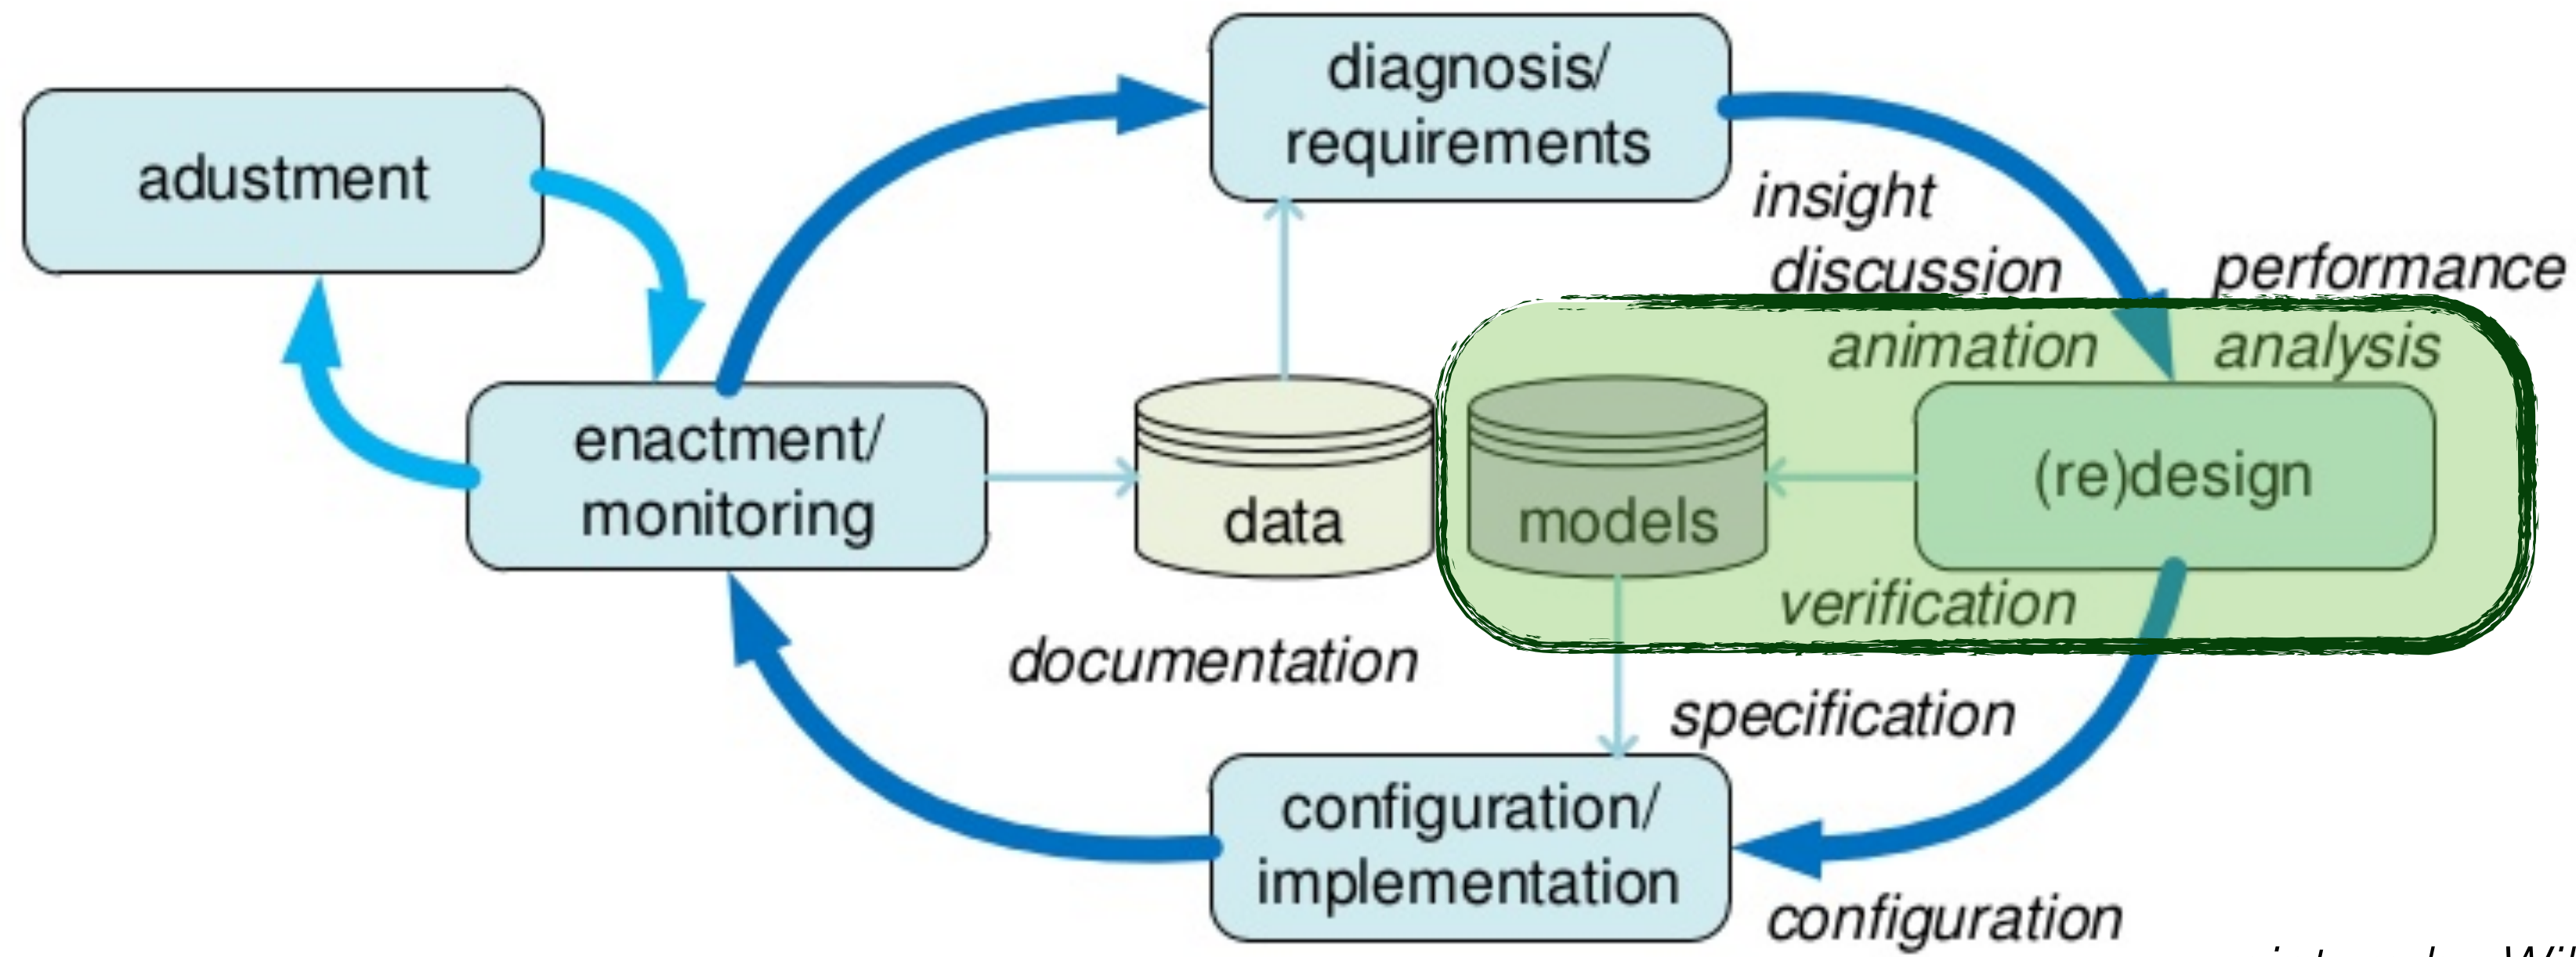 diagnosis/
requirements
adustment
insight
discussion
performance
animation
analysis
enactment/
monitoring
data
models
(re)design
verification
documentation
specification
configuration/
implementation
configuration